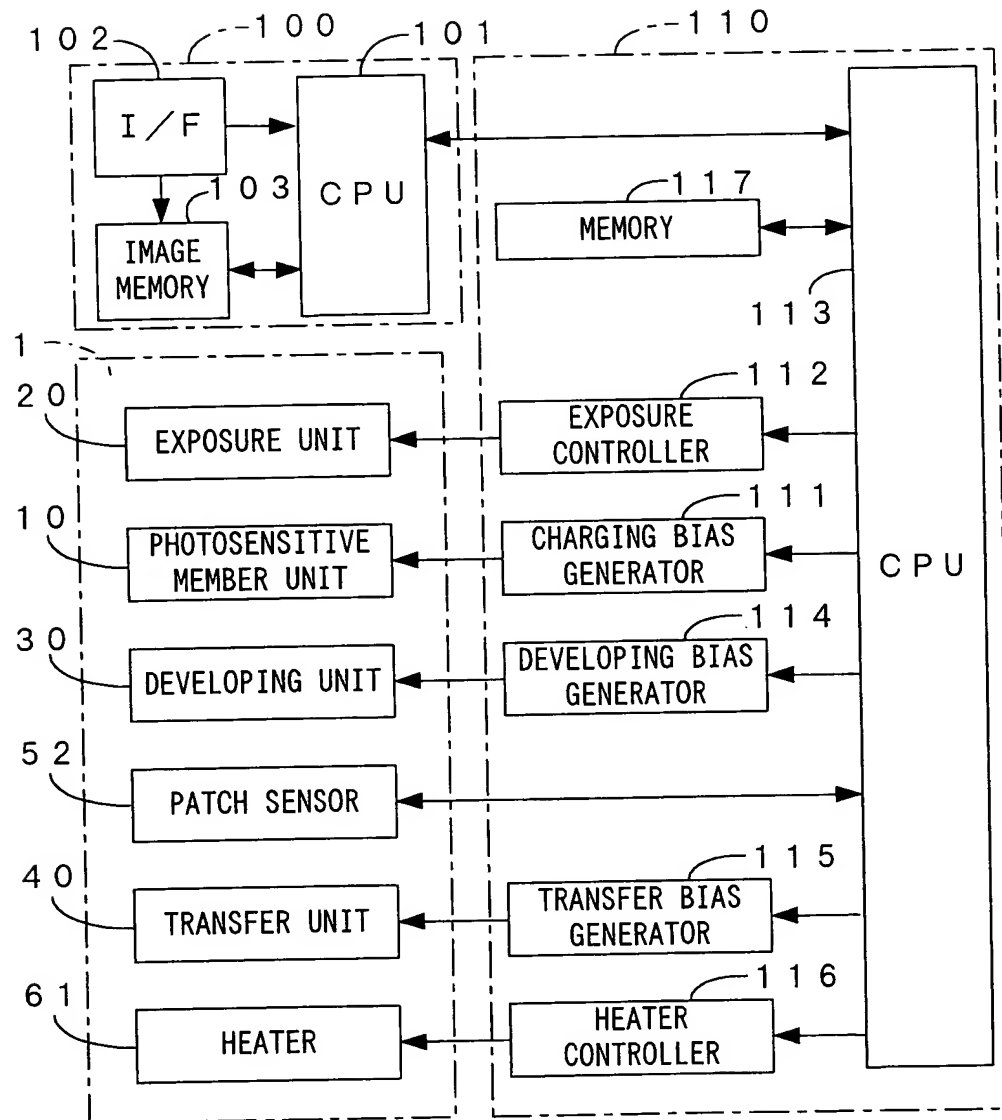 102
100
101
110
I/F
CPU
103
IMAGE
MEMORY
117
MEMORY
113
1
20
EXPOSURE UNIT
112
EXPOSURE
CONTROLLER
111
10
PHOTOSENSITIVE
MEMBER UNIT
CHARGING BIAS
GENERATOR
CPU
114
30
DEVELOPING UNIT
DEVELOPING BIAS
GENERATOR
52
PATCH SENSOR
115
40
TRANSFER UNIT
TRANSFER BIAS
GENERATOR
116
61
HEATER
HEATER
CONTROLLER